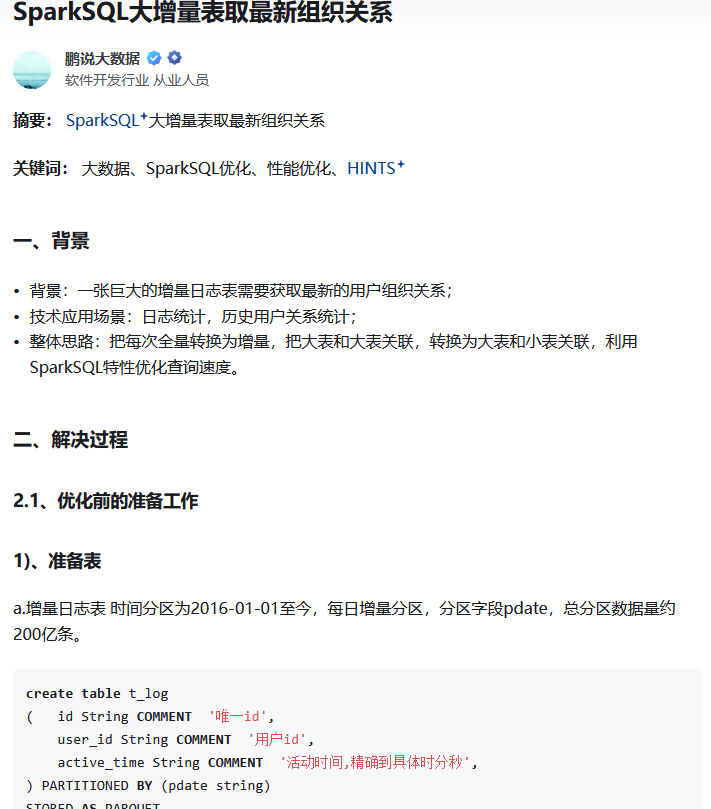 SparkSQL大增量表取最新组织关系
鹏说大数据
软件开发行业 从业人员
摘要： SparkSQL大增量表取最新组织关系
关键词： 大数据、SparkSQL优化、性能优化、HINTS
一、背景
• 背景：一张巨大的增量日志表需要获取最新的用户组织关系；
• 技术应用场景：日志统计，历史用户关系统计；
• 整体思路：把每次全量转换为增量，把大表和大表关联，转换为大表和小表关联，利用
SparkSQL特性优化查询速度。
二、解决过程
2.1、优化前的准备工作
1)、准备表
a.增量日志表 时间分区为2016-01-01至今，每日增量分区，分区字段pdate，总分区数据量约
200亿条。
create table t_log
(   id String COMMENT  '唯一id',
    user_id String COMMENT  '用户id',
    active_time String COMMENT  '活动时间,精确到具体时分秒',
) PARTITIONED BY (pdate string)
STORED AS PARQUET